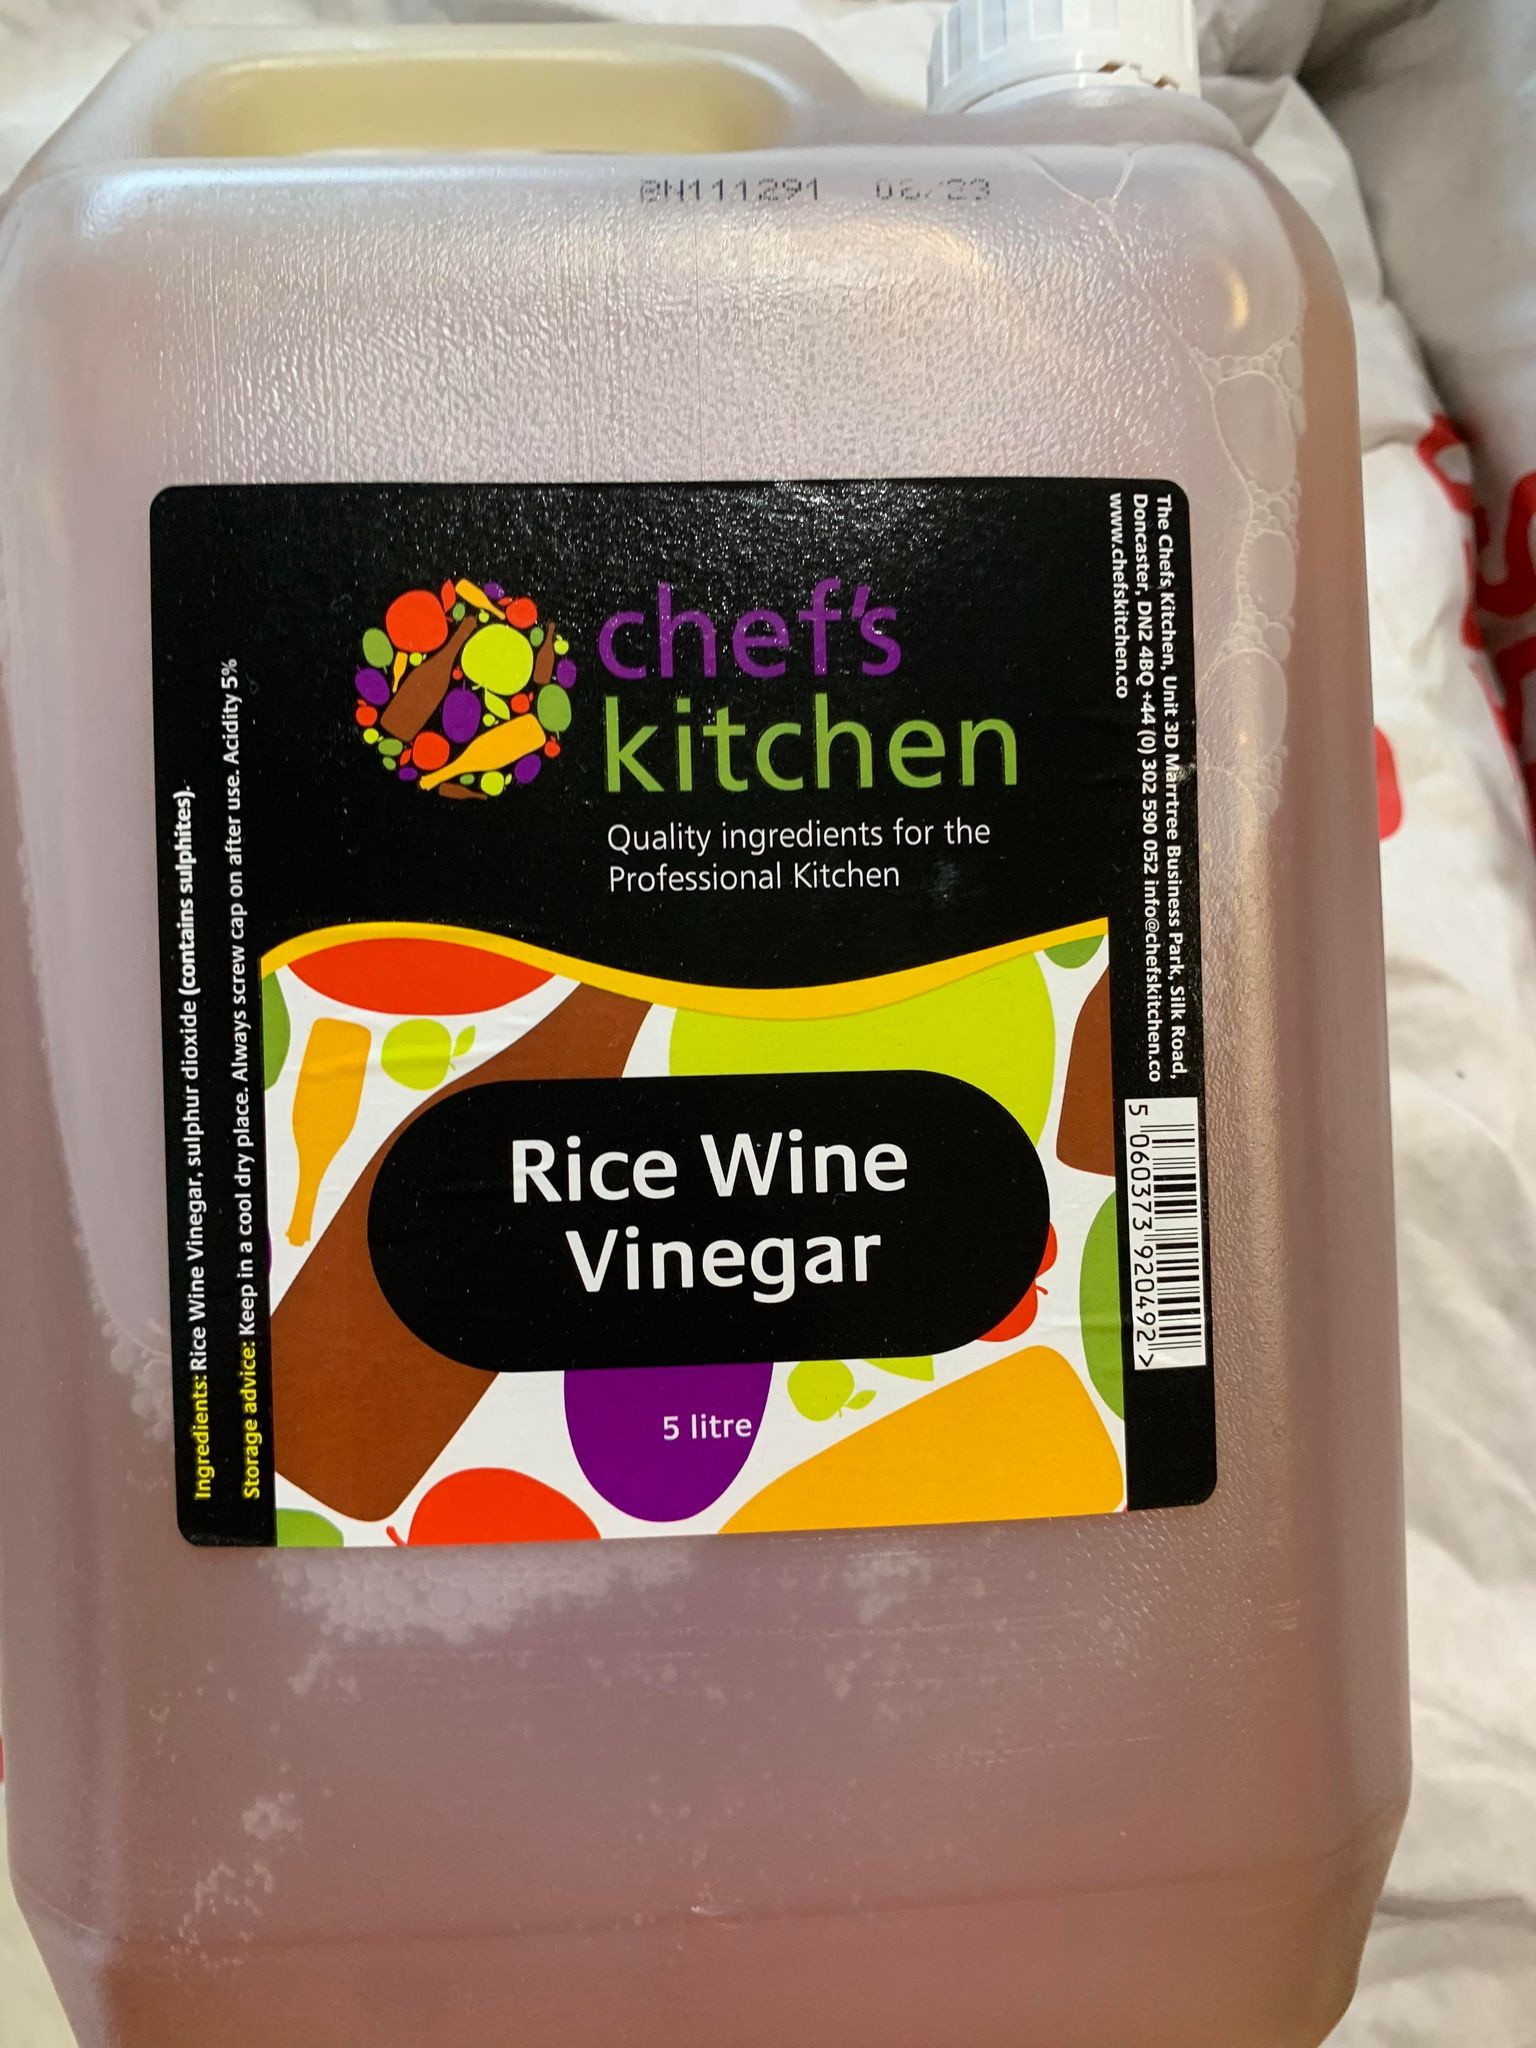 BN111291 06/23
chef's
kitchen
Quality ingredients for the
Professional Kitchen
Rice Wine
Vinegar
5 litre
Ingredients: Rice Wine Vinegar, sulphur dioxide (contains sulphites).
Storage advice: Keep in a cool dry place. Always screw cap on after use. Acidity 5%
The Chefs Kitchen, Unit 3D Marrtree Business Park, Silk Road,
Doncaster, DN2 4BQ +44 (0) 302 590 052 info@chefskitchen.co
www.chefskitchen.co
5 060373 920492 >